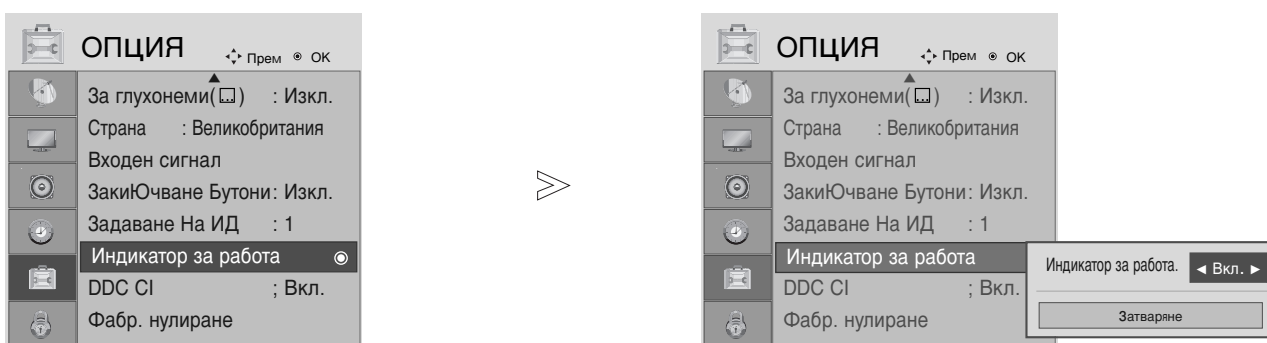 ОПЦИЯ Прем OK
За глухонеми( ) : Изкл.
Страна : Великобритания
Входен сигнал
ЗакиЮчване Бутони: Изкл.
Задаване На ИД : 1
Индикатор за работа
DDC CI ; Вкл.
Фабр. нулиране
ОПЦИЯ Прем OK
За глухонеми( ) : Изкл.
Страна : Великобритания
Входен сигнал
ЗакиЮчване Бутони: Изкл.
Задаване На ИД : 1
Индикатор за работа
DDC CI ; Вкл.
Фабр. нулиране
Индикатор за работа. ◄ Вкл. ►
Затваряне